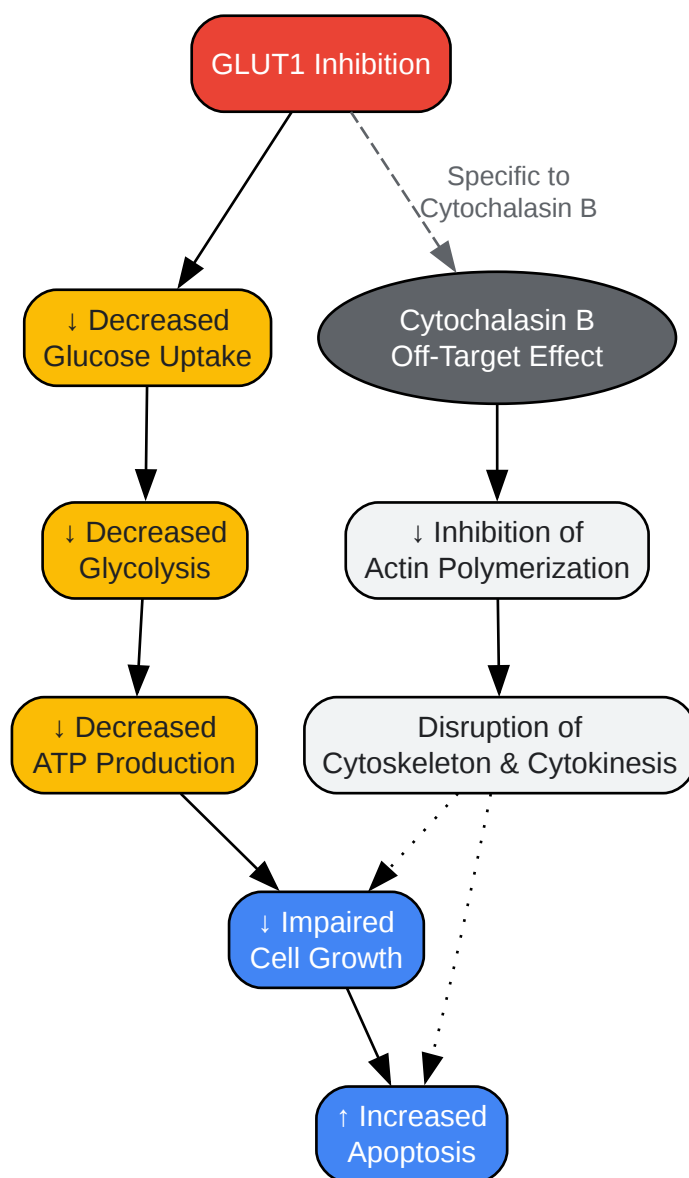 GLUT1 Inhibition
Specific to
Cytochalasin B
↓ Decreased
Glucose Uptake
Cytochalasin B
Off-Target Effect
↓ Decreased
Glycolysis
↓ Inhibition of
Actin Polymerization
↓ Decreased
ATP Production
Disruption of
Cytoskeleton & Cytokinesis
↓ Impaired
Cell Growth
↑ Increased
Apoptosis